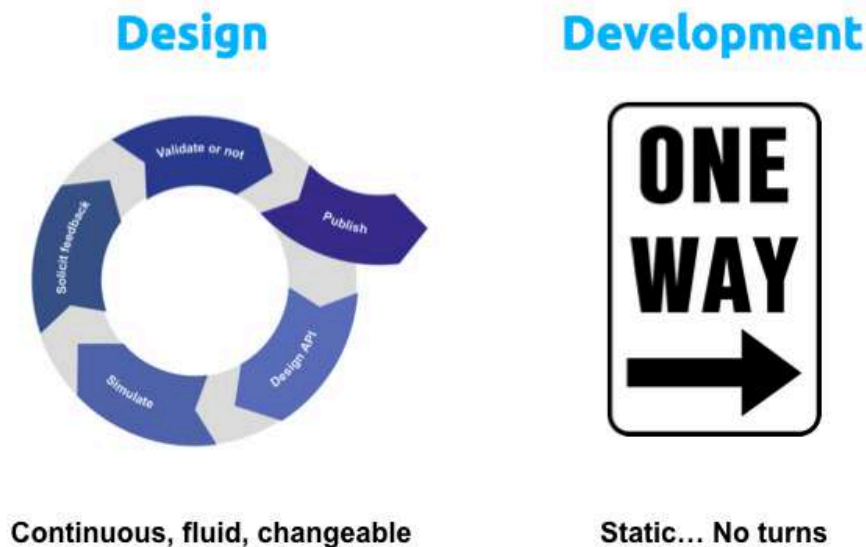 Design
Development
Validate or not
Publish
Solicit feedback
Design API
Simulate
ONE
WAY
Continuous, fluid, changeable
Static... No turns